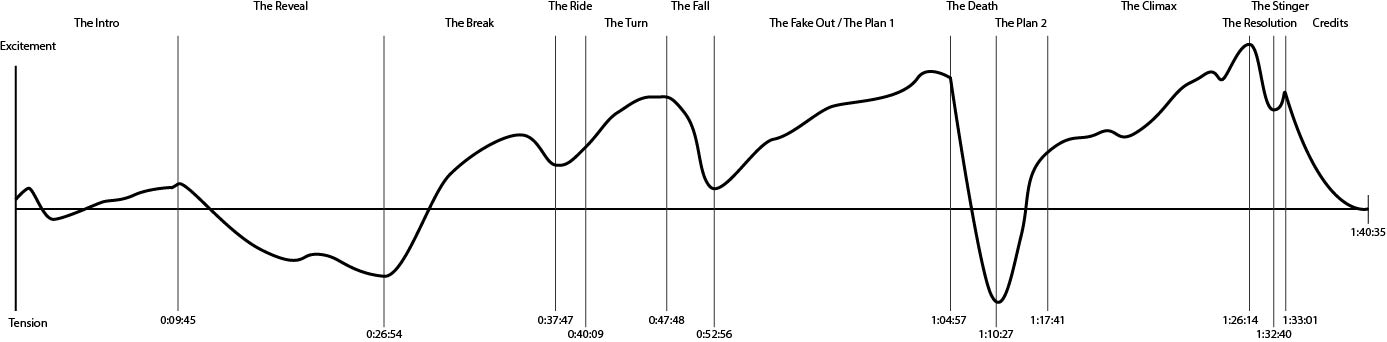 The Reveal The Ride The Fall The Death The Stinger
The Intro The Break The Turn The Fake Out / The Plan 1 The Plan 2 The Climax The Resolution Credits
Excitement
1:40:35
Tension 0:09:45 0:37:47 0:47:48 1:04:57 1:17:41 1:26:14 1:33:01
0:26:54 0:40:09 0:52:56 1:10:27 1:32:40